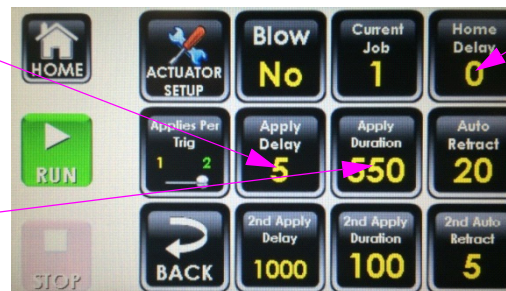 HOME
ACTUATOR
SETUP
Blow
No
Current
Job
1
Home
Delay
0
RUN
Applies Per
Trig
1 2
Apply
Delay
5
Apply
Duration
550
Auto
Retract
20
STOP
BACK
2nd Apply
Delay
1000
2nd Apply
Duration
100
2nd Auto
Retract
5